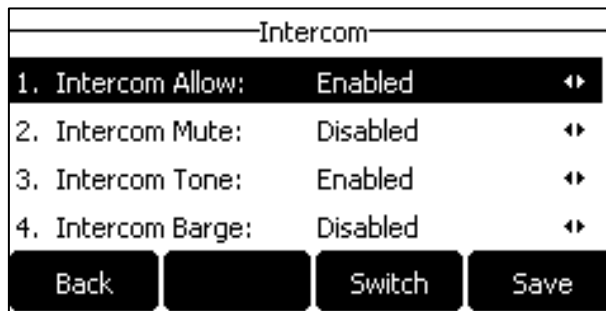 Intercom
1. Intercom Allow: Enabled
2. Intercom Mute: Disabled
3. Intercom Tone: Enabled
4. Intercom Barge: Disabled
Back Switch Save